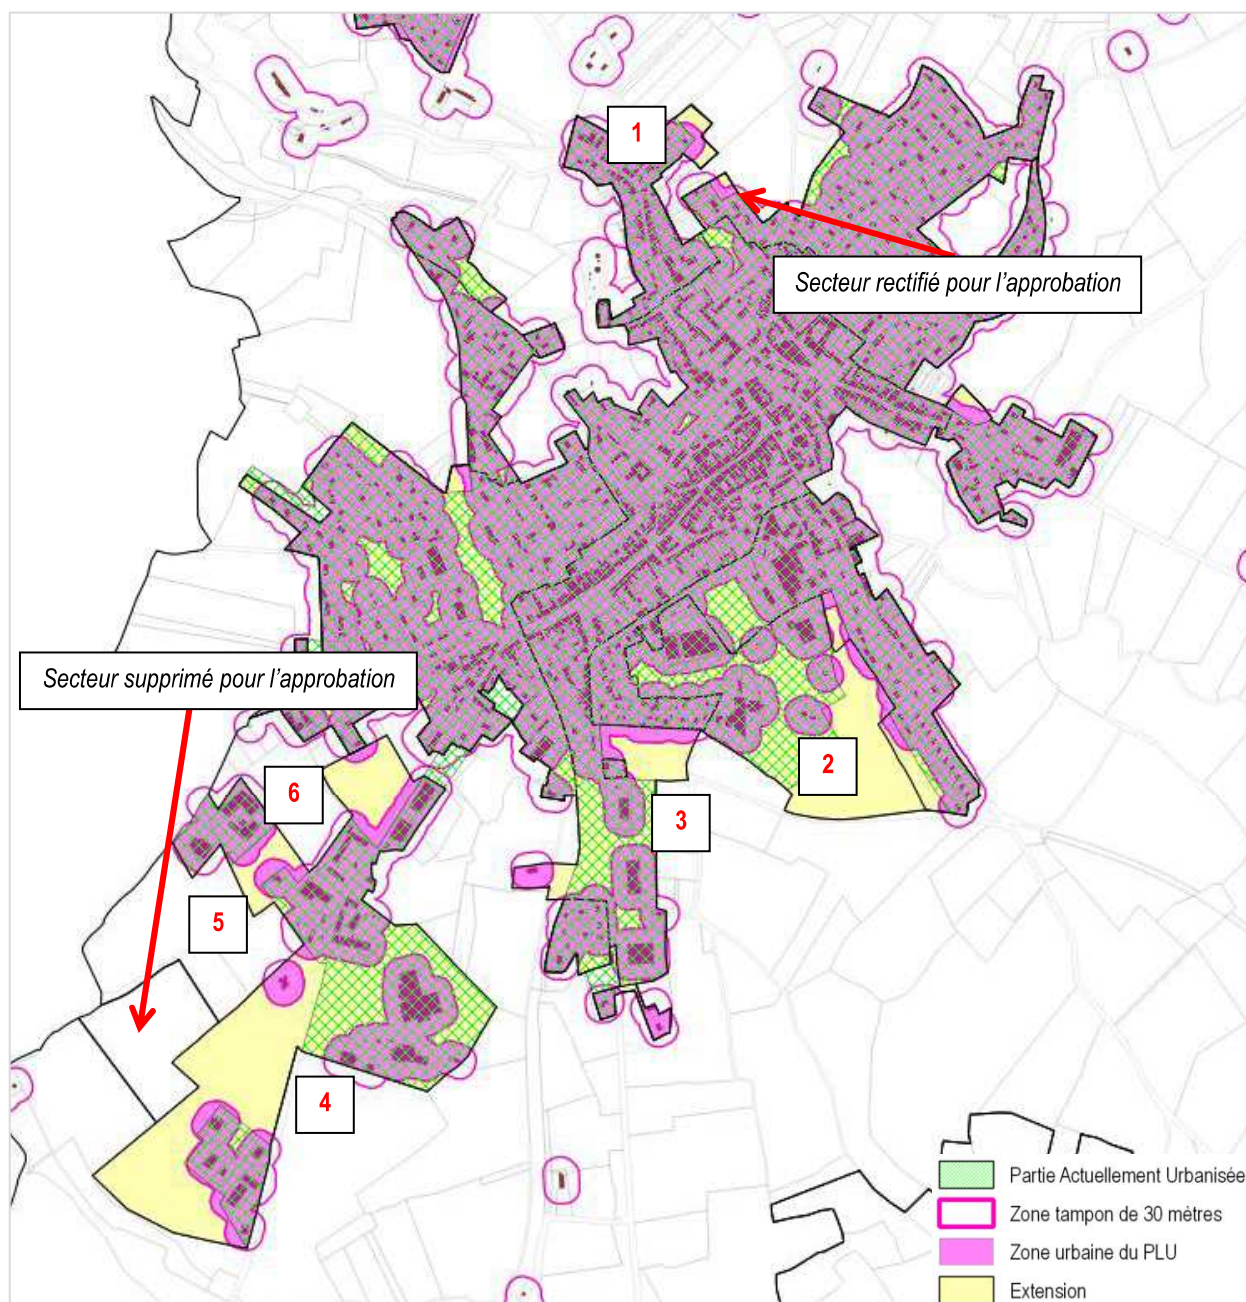 1
Secteur rectifié pour l’approbation
Secteur supprimé pour l’approbation
2
6
3
5
4
Partie Actuellement Urbanisée
Zone tampon de 30 mètres
Zone urbaine du PLU
Extension